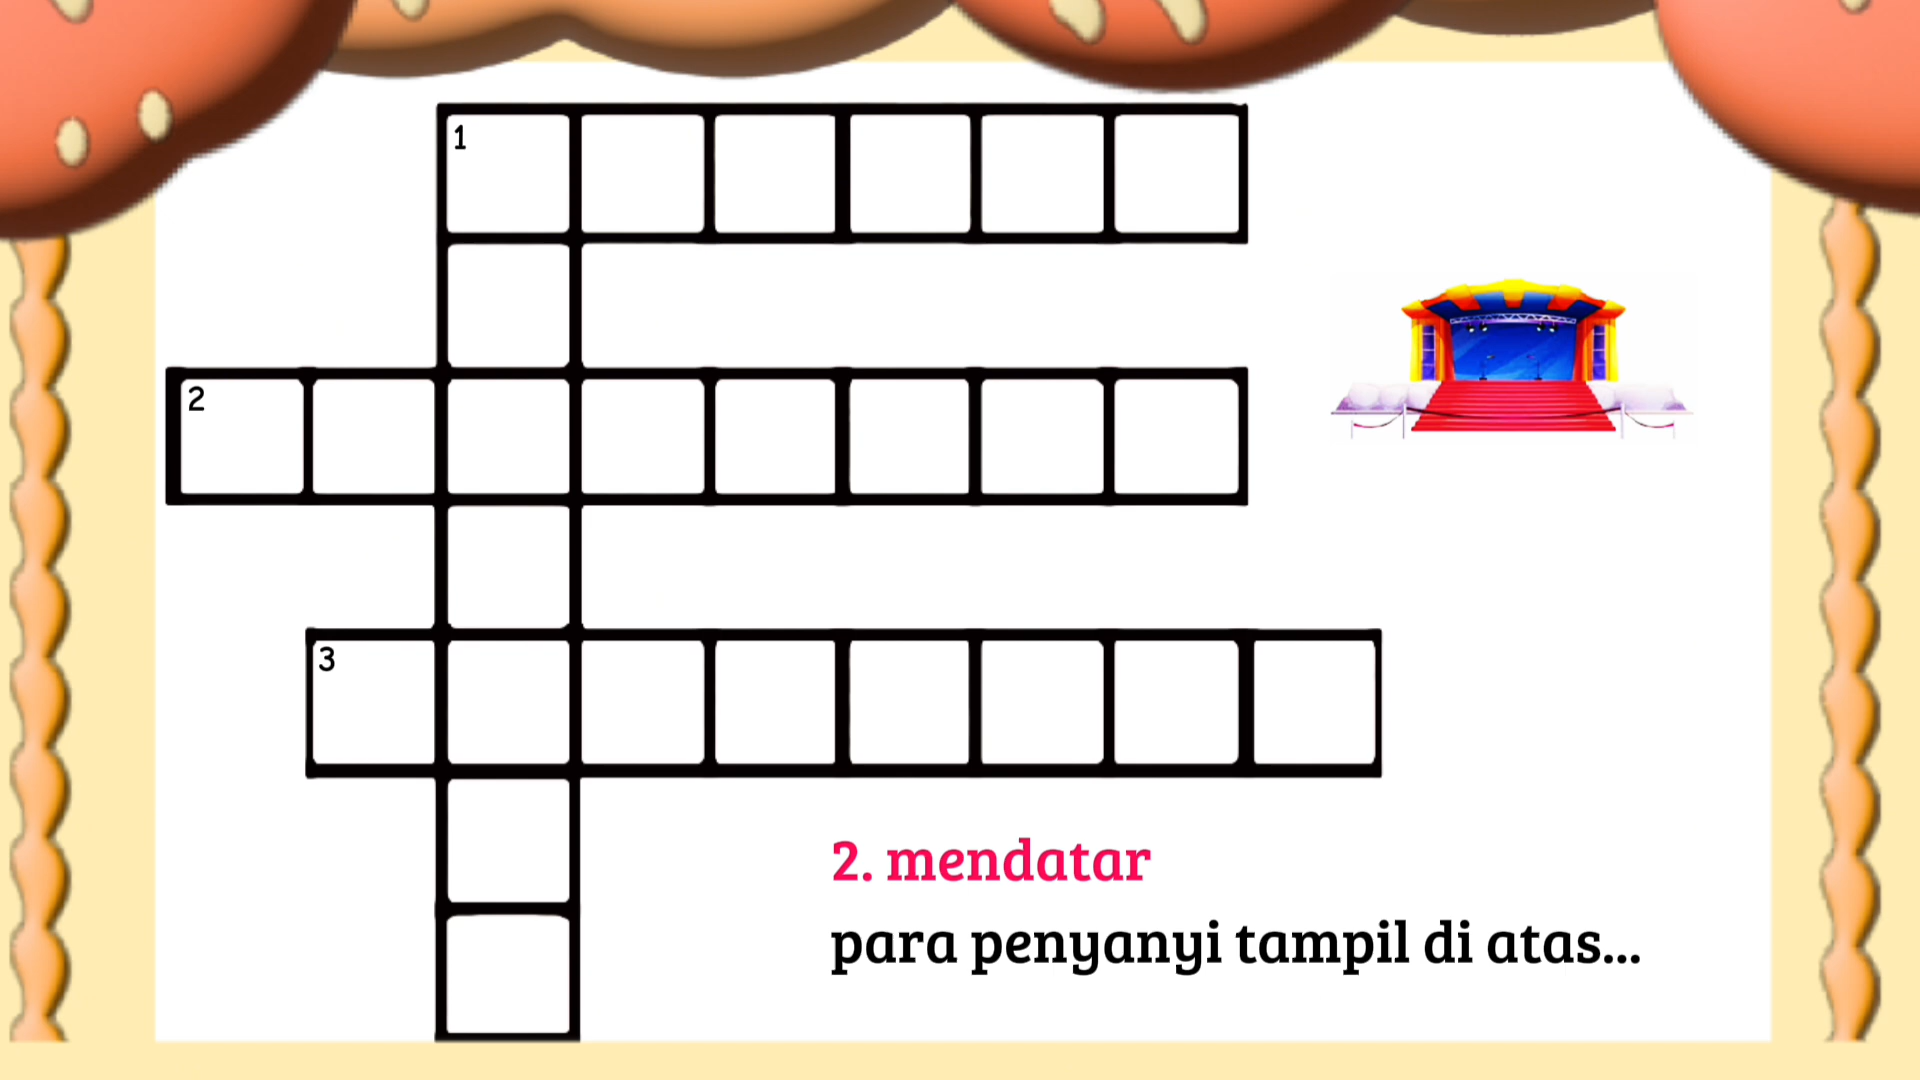 1
2
3
2. mendatar
para penyanyi tampil di atas...